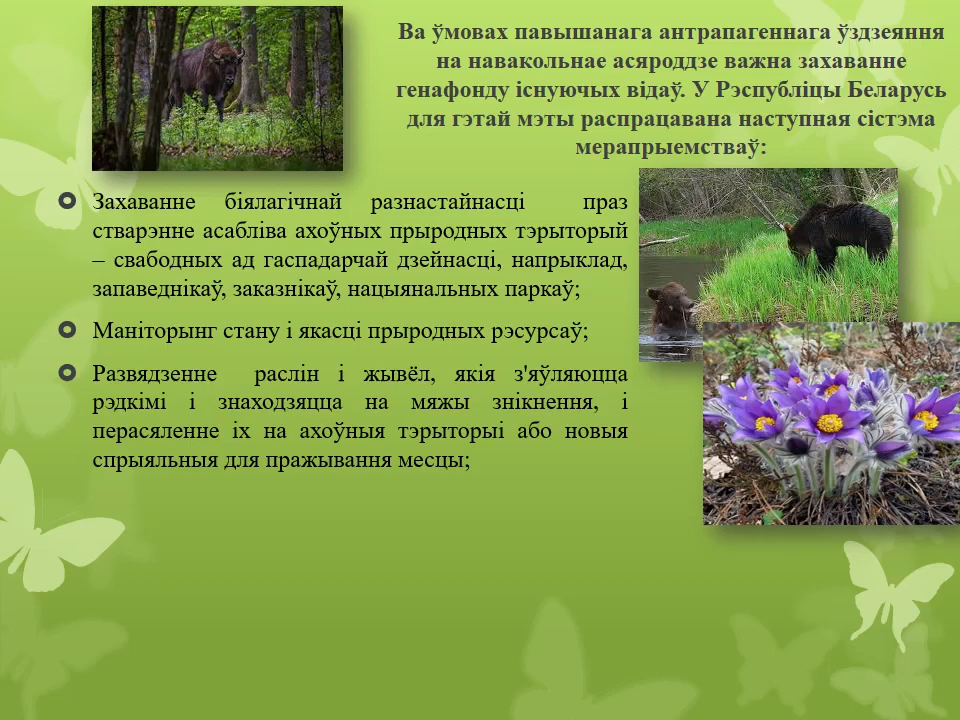 Ва ўмовах павышанага антрапагеннага ўздзеяння
на навакольнае асяроддзе важна захаванне
генафонду існуючых відаў. У Рэспубліцы Беларусь
для гэтай мэты распрацавана наступная сістэма
мерапрыемстваў:
Захаванне біялагічнай разнастайнасці праз
стварэнне асабліва ахоўных прыродных тэрыторый
– свабодных ад гаспадарчай дзейнасці, напрыклад,
запаведнікаў, заказнікаў, нацыянальных паркаў;
Маніторынг стану і якасці прыродных рэсурсаў;
Развядзенне раслін і жывёл, якія з'яўляюцца
рэдкімі і знаходзяцца на мяжы знікнення, і
перасяленне іх на ахоўныя тэрыторыі або новыя
спрыяльныя для пражывання месцы;